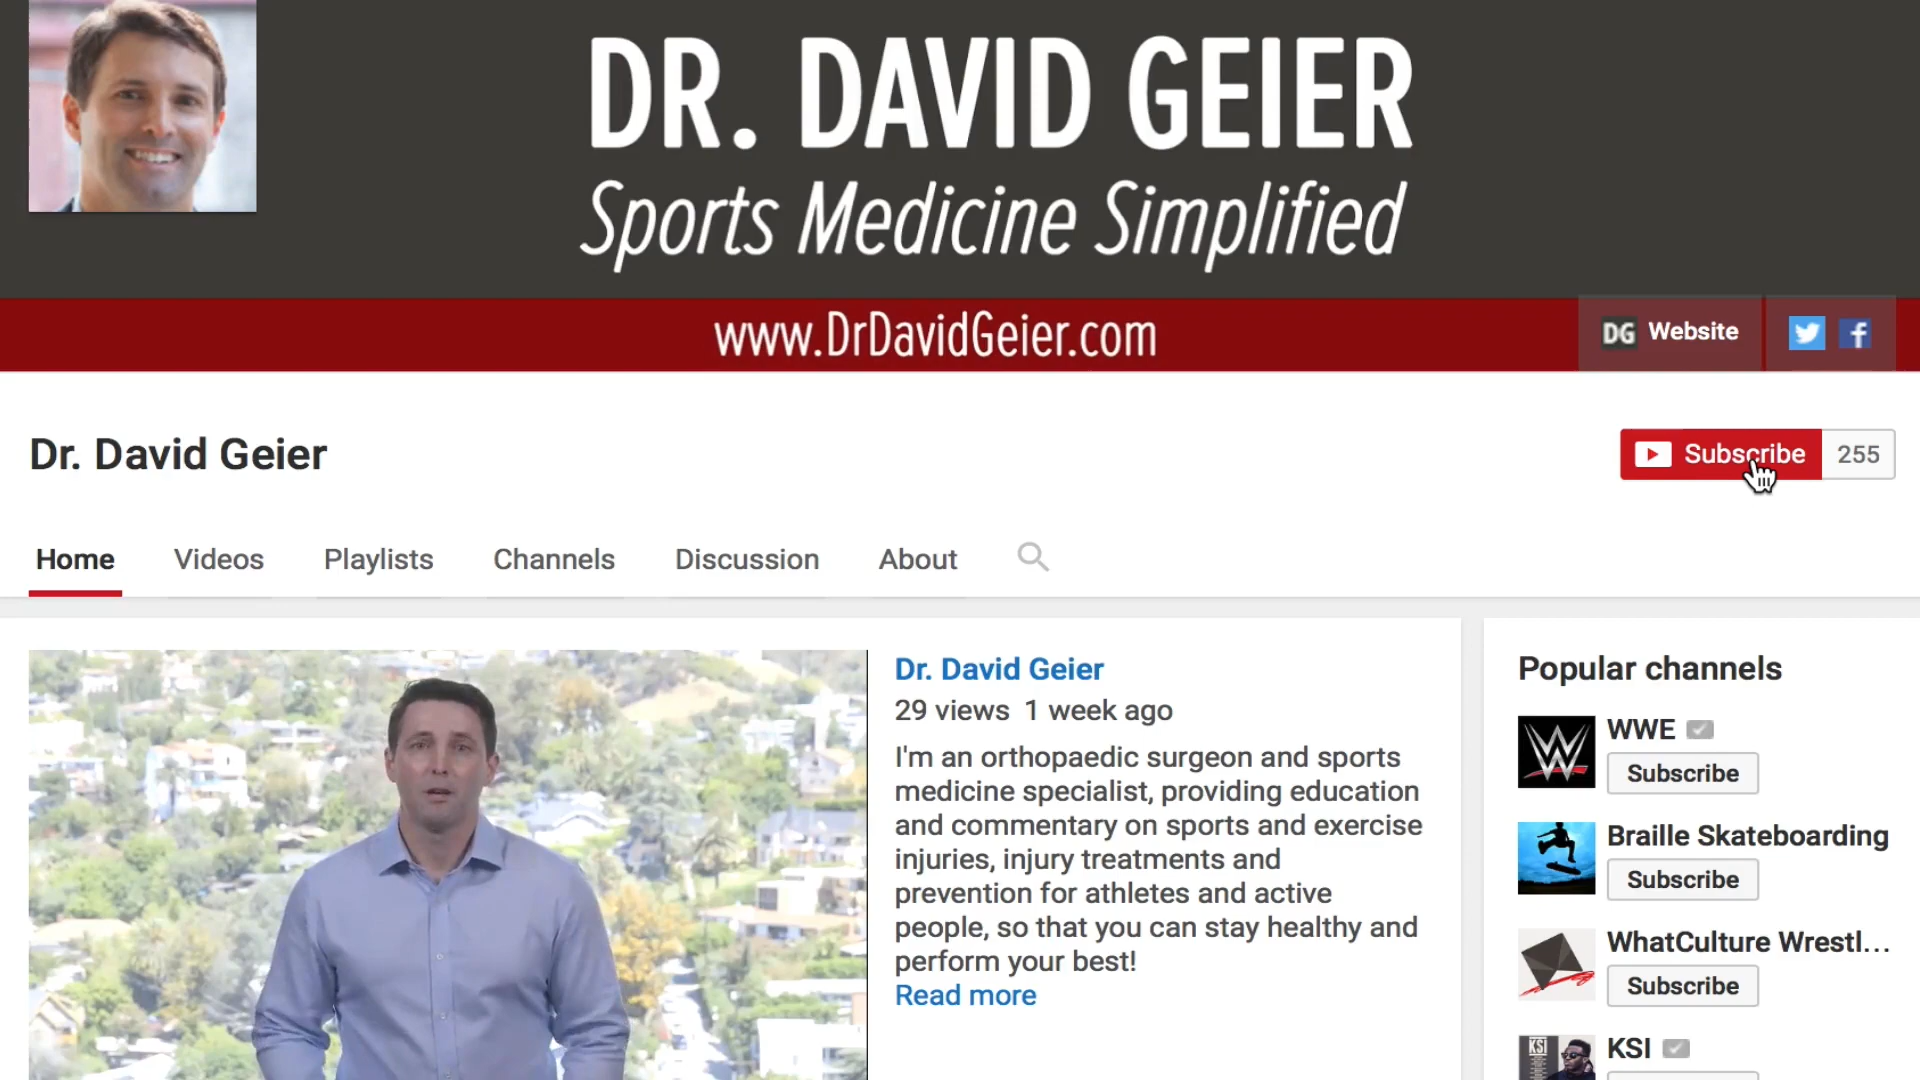 DR. DAVID GEIER
Sports Medicine Simplified
www.DrDavidGeier.com
DG Website
Dr. David Geier
Subscribe 255
Home Videos Playlists Channels Discussion About
Dr. David Geier
29 views 1 week ago
I'm an orthopaedic surgeon and sports
medicine specialist, providing education
and commentary on sports and exercise
injuries, injury treatments and
prevention for athletes and active
people, so that you can stay healthy and
perform your best!
Read more
Popular channels
WWE
Subscribe
Braille Skateboarding
Subscribe
WhatCulture Wrestl...
Subscribe
KSI
KSI